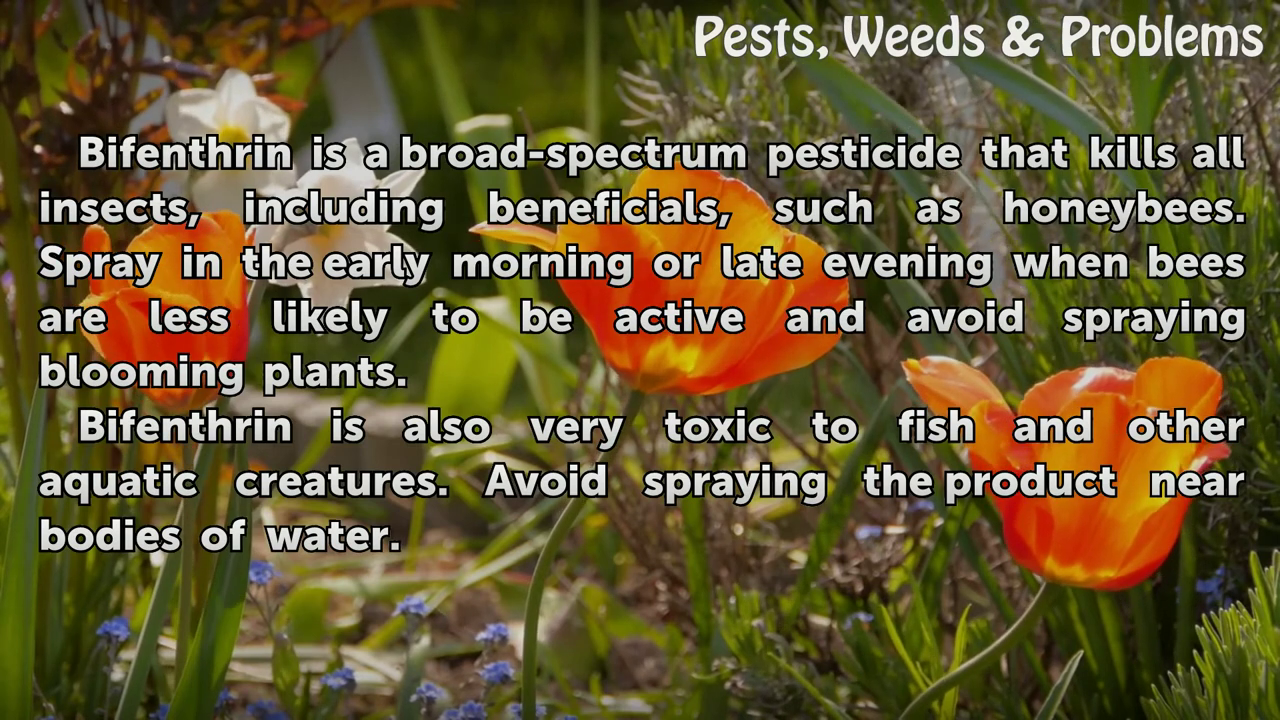 Pests, Weeds & Problems
Bifenthrin is a broad-spectrum pesticide that kills all
insects, including beneficials, such as honeybees.
Spray in the early morning or late evening when bees
are less likely to be active and avoid spraying
blooming plants.
Bifenthrin is also very toxic to fish and other
aquatic creatures. Avoid spraying the product near
bodies of water.